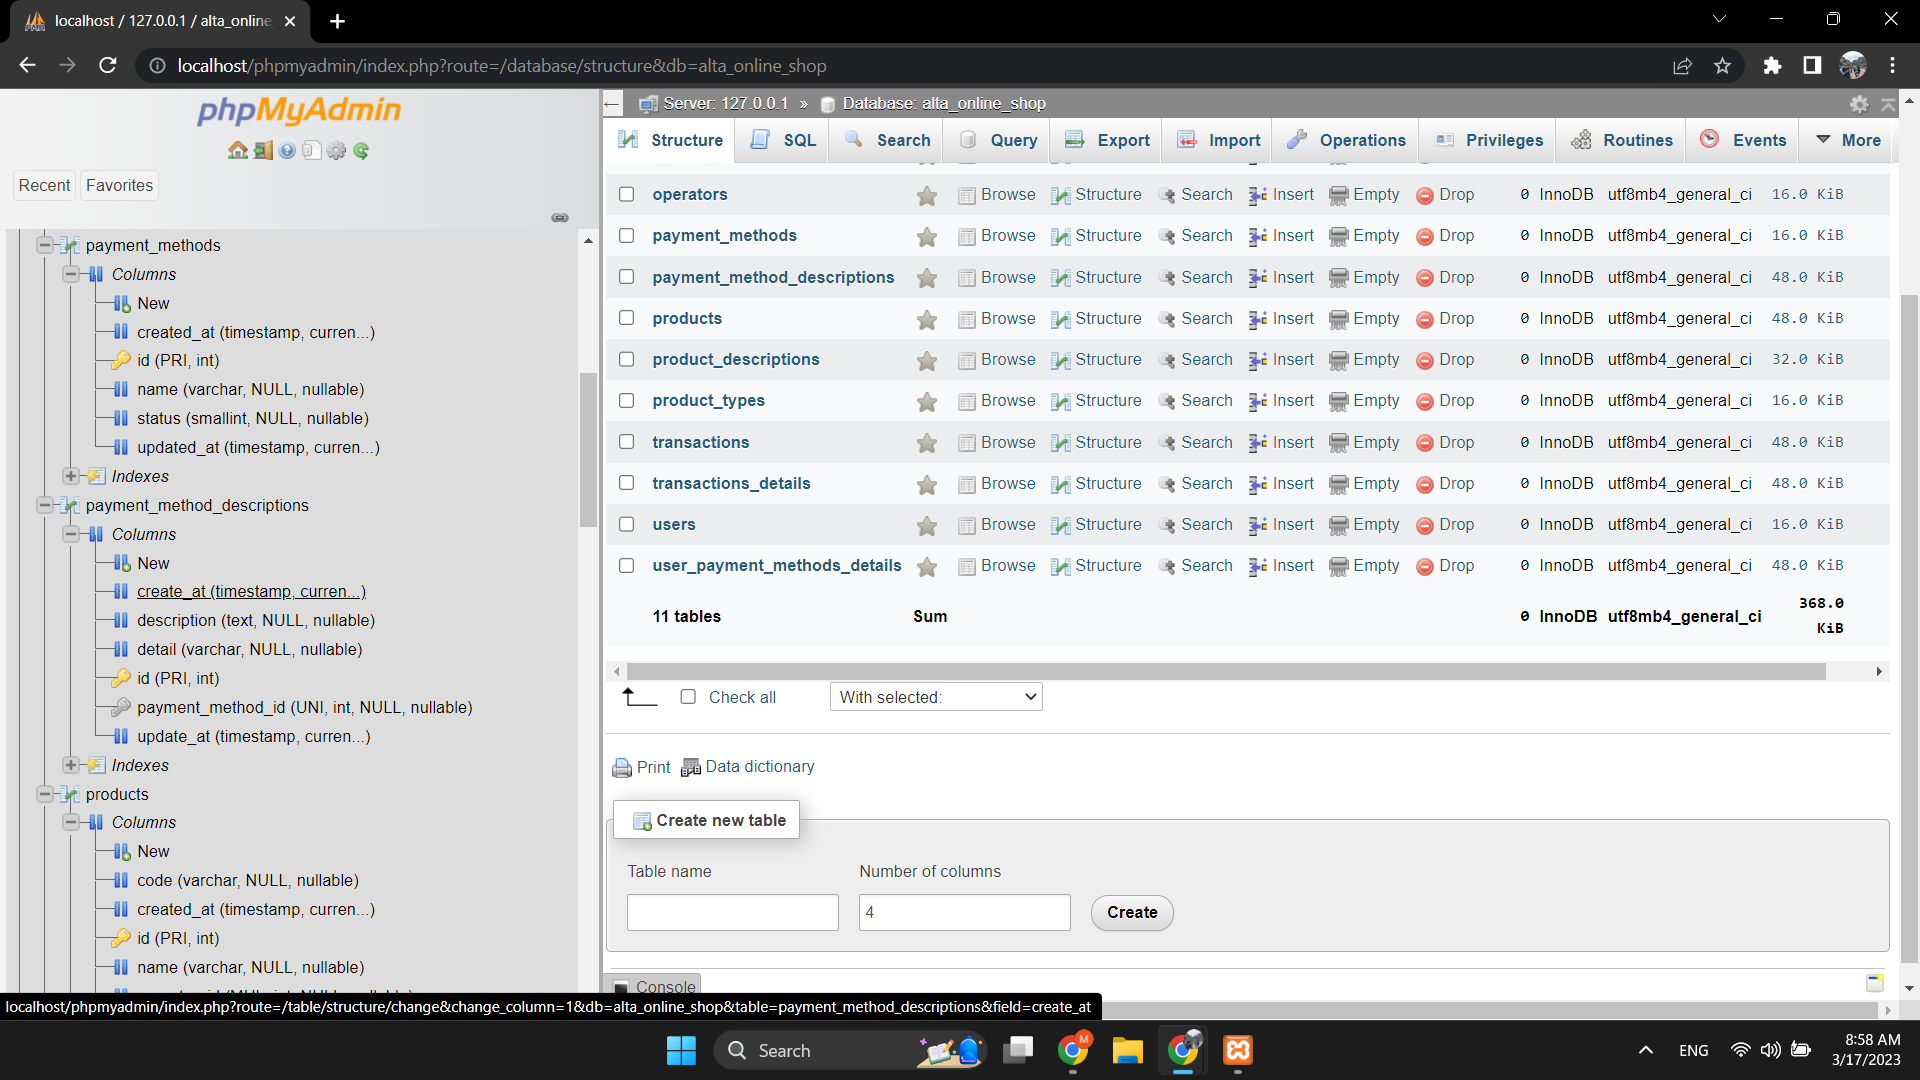 localhost / 127.0.0.1 / alta_online
localhost/phpmyadmin/index.php?route=/database/structure&db=alta_online_shop
phpMyAdmin
Recent Favorites
payment_methods
Columns
New
created_at (timestamp, curren...)
id (PRI, int)
name (varchar, NULL, nullable)
status (smallint, NULL, nullable)
updated_at (timestamp, curren...)
Indexes
payment_method_descriptions
Columns
New
create_at (timestamp, curren...)
description (text, NULL, nullable)
detail (varchar, NULL, nullable)
id (PRI, int)
payment_method_id (UNI, int, NULL, nullable)
update_at (timestamp, curren...)
Indexes
products
Columns
New
code (varchar, NULL, nullable)
created_at (timestamp, curren...)
id (PRI, int)
name (varchar, NULL, nullable)
Server: 127.0.0.1 » Database: alta_online_shop
Structure SQL Search Query Export Import Operations Privileges Routines Events More
operators Browse Structure Search Insert Empty Drop 0 InnoDB utf8mb4_general_ci 16.0 KiB
payment_methods Browse Structure Search Insert Empty Drop 0 InnoDB utf8mb4_general_ci 16.0 KiB
payment_method_descriptions Browse Structure Search Insert Empty Drop 0 InnoDB utf8mb4_general_ci 48.0 KiB
products Browse Structure Search Insert Empty Drop 0 InnoDB utf8mb4_general_ci 48.0 KiB
product_descriptions Browse Structure Search Insert Empty Drop 0 InnoDB utf8mb4_general_ci 32.0 KiB
product_types Browse Structure Search Insert Empty Drop 0 InnoDB utf8mb4_general_ci 16.0 KiB
transactions Browse Structure Search Insert Empty Drop 0 InnoDB utf8mb4_general_ci 48.0 KiB
transactions_details Browse Structure Search Insert Empty Drop 0 InnoDB utf8mb4_general_ci 48.0 KiB
users Browse Structure Search Insert Empty Drop 0 InnoDB utf8mb4_general_ci 16.0 KiB
user_payment_methods_details Browse Structure Search Insert Empty Drop 0 InnoDB utf8mb4_general_ci 48.0 KiB
11 tables Sum 0 InnoDB utf8mb4_general_ci 368.0
KiB
Check all With selected:
Print Data dictionary
Create new table
Table name Number of columns
4 Create
Console
localhost/phpmyadmin/index.php?route=/table/structure/change&change_column=1&db=alta_online_shop&table=payment_method_descriptions&field=create_at
Search
ENG
8:58 AM
3/17/2023